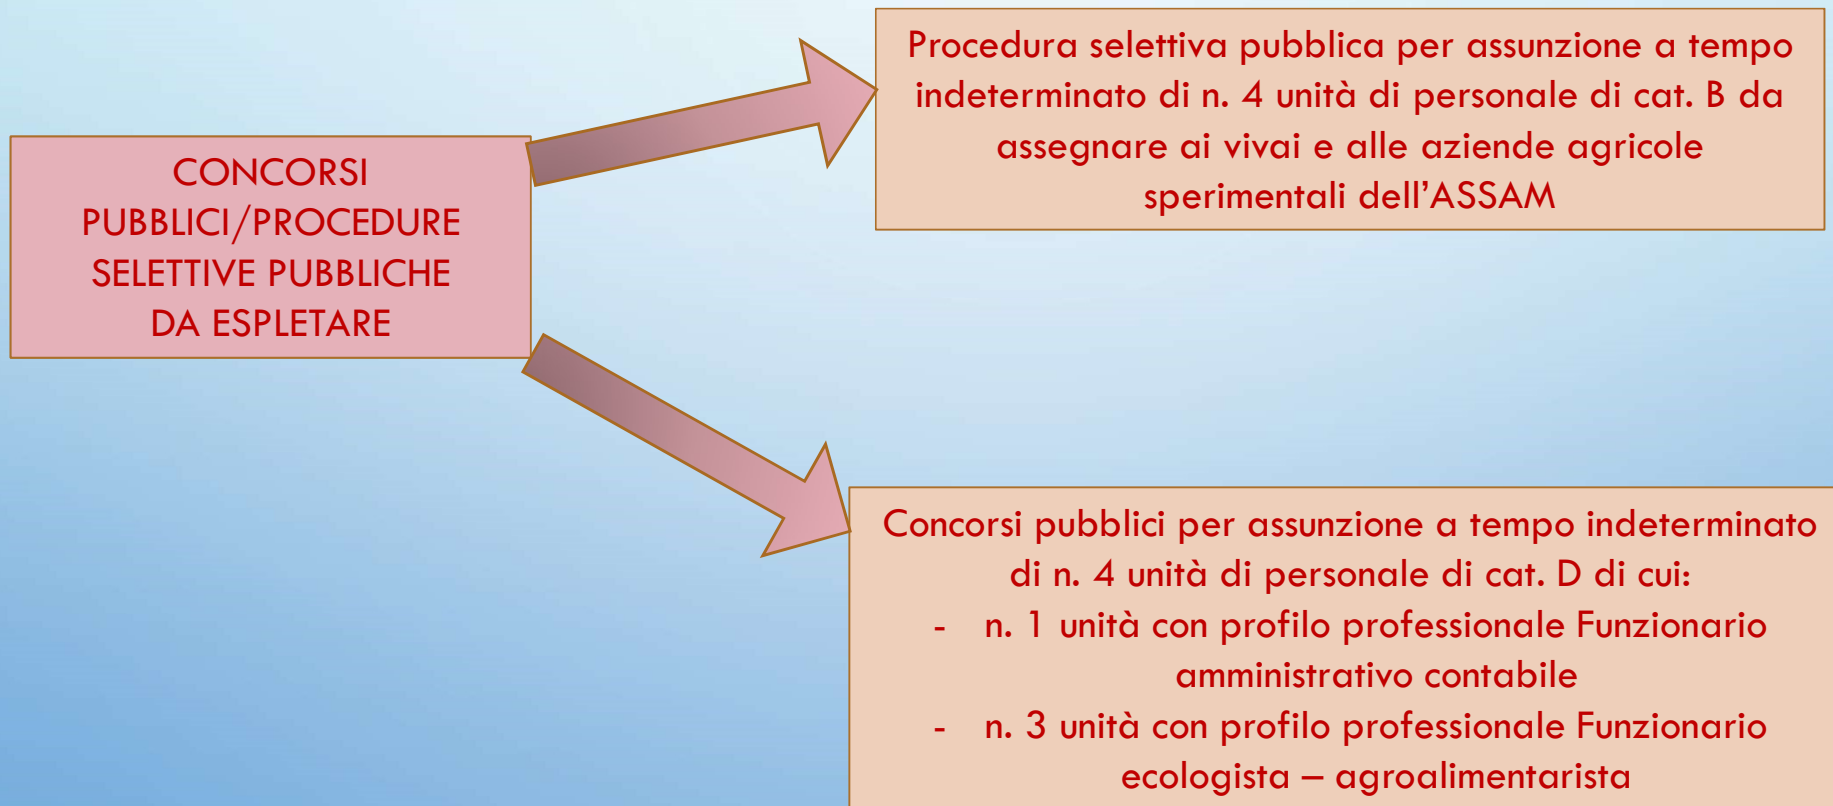 CONCORSI
PUBBLICI/PROCEDURE
SELETTIVE PUBBLICHE
DA ESPLETARE
Procedura selettiva pubblica per assunzione a tempo
indeterminato di n. 4 unità di personale di cat. B da
assegnare ai vivai e alle aziende agricole
sperimentali dell’ASSAM
Concorsi pubblici per assunzione a tempo indeterminato
di n. 4 unità di personale di cat. D di cui:
- n. 1 unità con profilo professionale Funzionario
amministrativo contabile
- n. 3 unità con profilo professionale Funzionario
ecologista – agroalimentarista